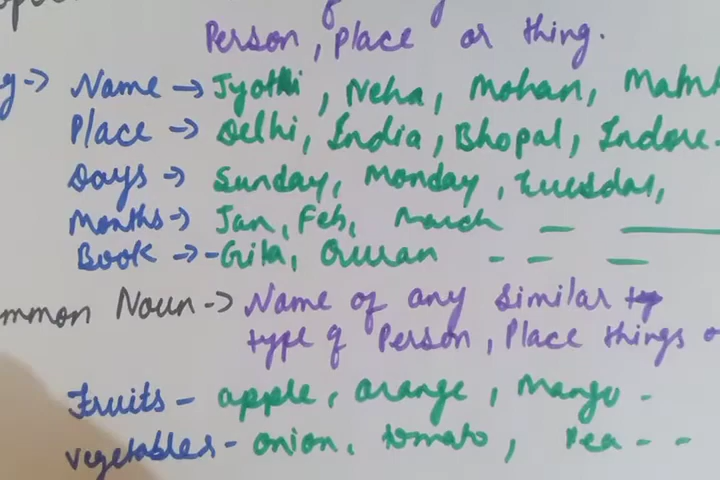 Person, Place or thing.
Name → Jyothi, Neha, Mohan,
Place → Delhi, India, Bhopal, Indore.
Days → Sunday, Monday, Tuesday,
Months → Jan, Feb, March — —
Book → - Gita, Quran - - —
mmon Noun → Name of any similar
type of Person, Place things
Fruits - apple, orange, Mango -
vegetables - onion, tomato, Pea - -